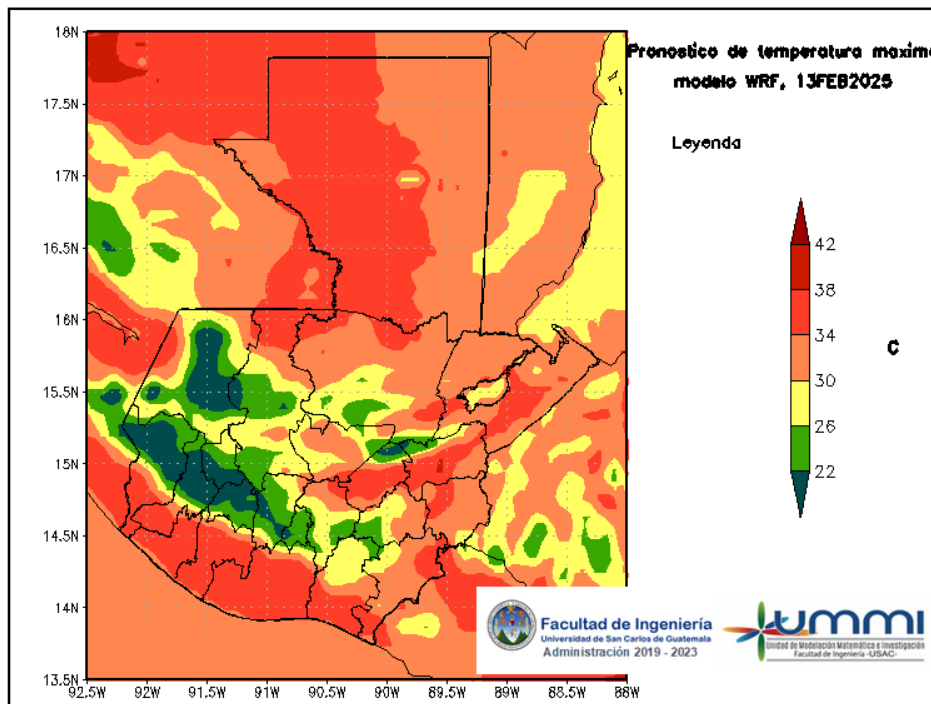 Pronostico de temperatura maxima
modelo WRF, 13FEB2025
Leyenda
42
38
34
30
26
22
C
18N
17.5N
17N
16.5N
16N
15.5N
15N
14.5N
14N
13.5N
92.5W
92W
91.5W
91W
90.5W
90W
89.5W
89W
88.5W
88W
Facultad de Ingeniería
Universidad de San Carlos de Guatemala
Administración 2019 - 2023
ummi
Unidad de Modelación Matemática e Investigación
Facultad de Ingeniería -USAC-